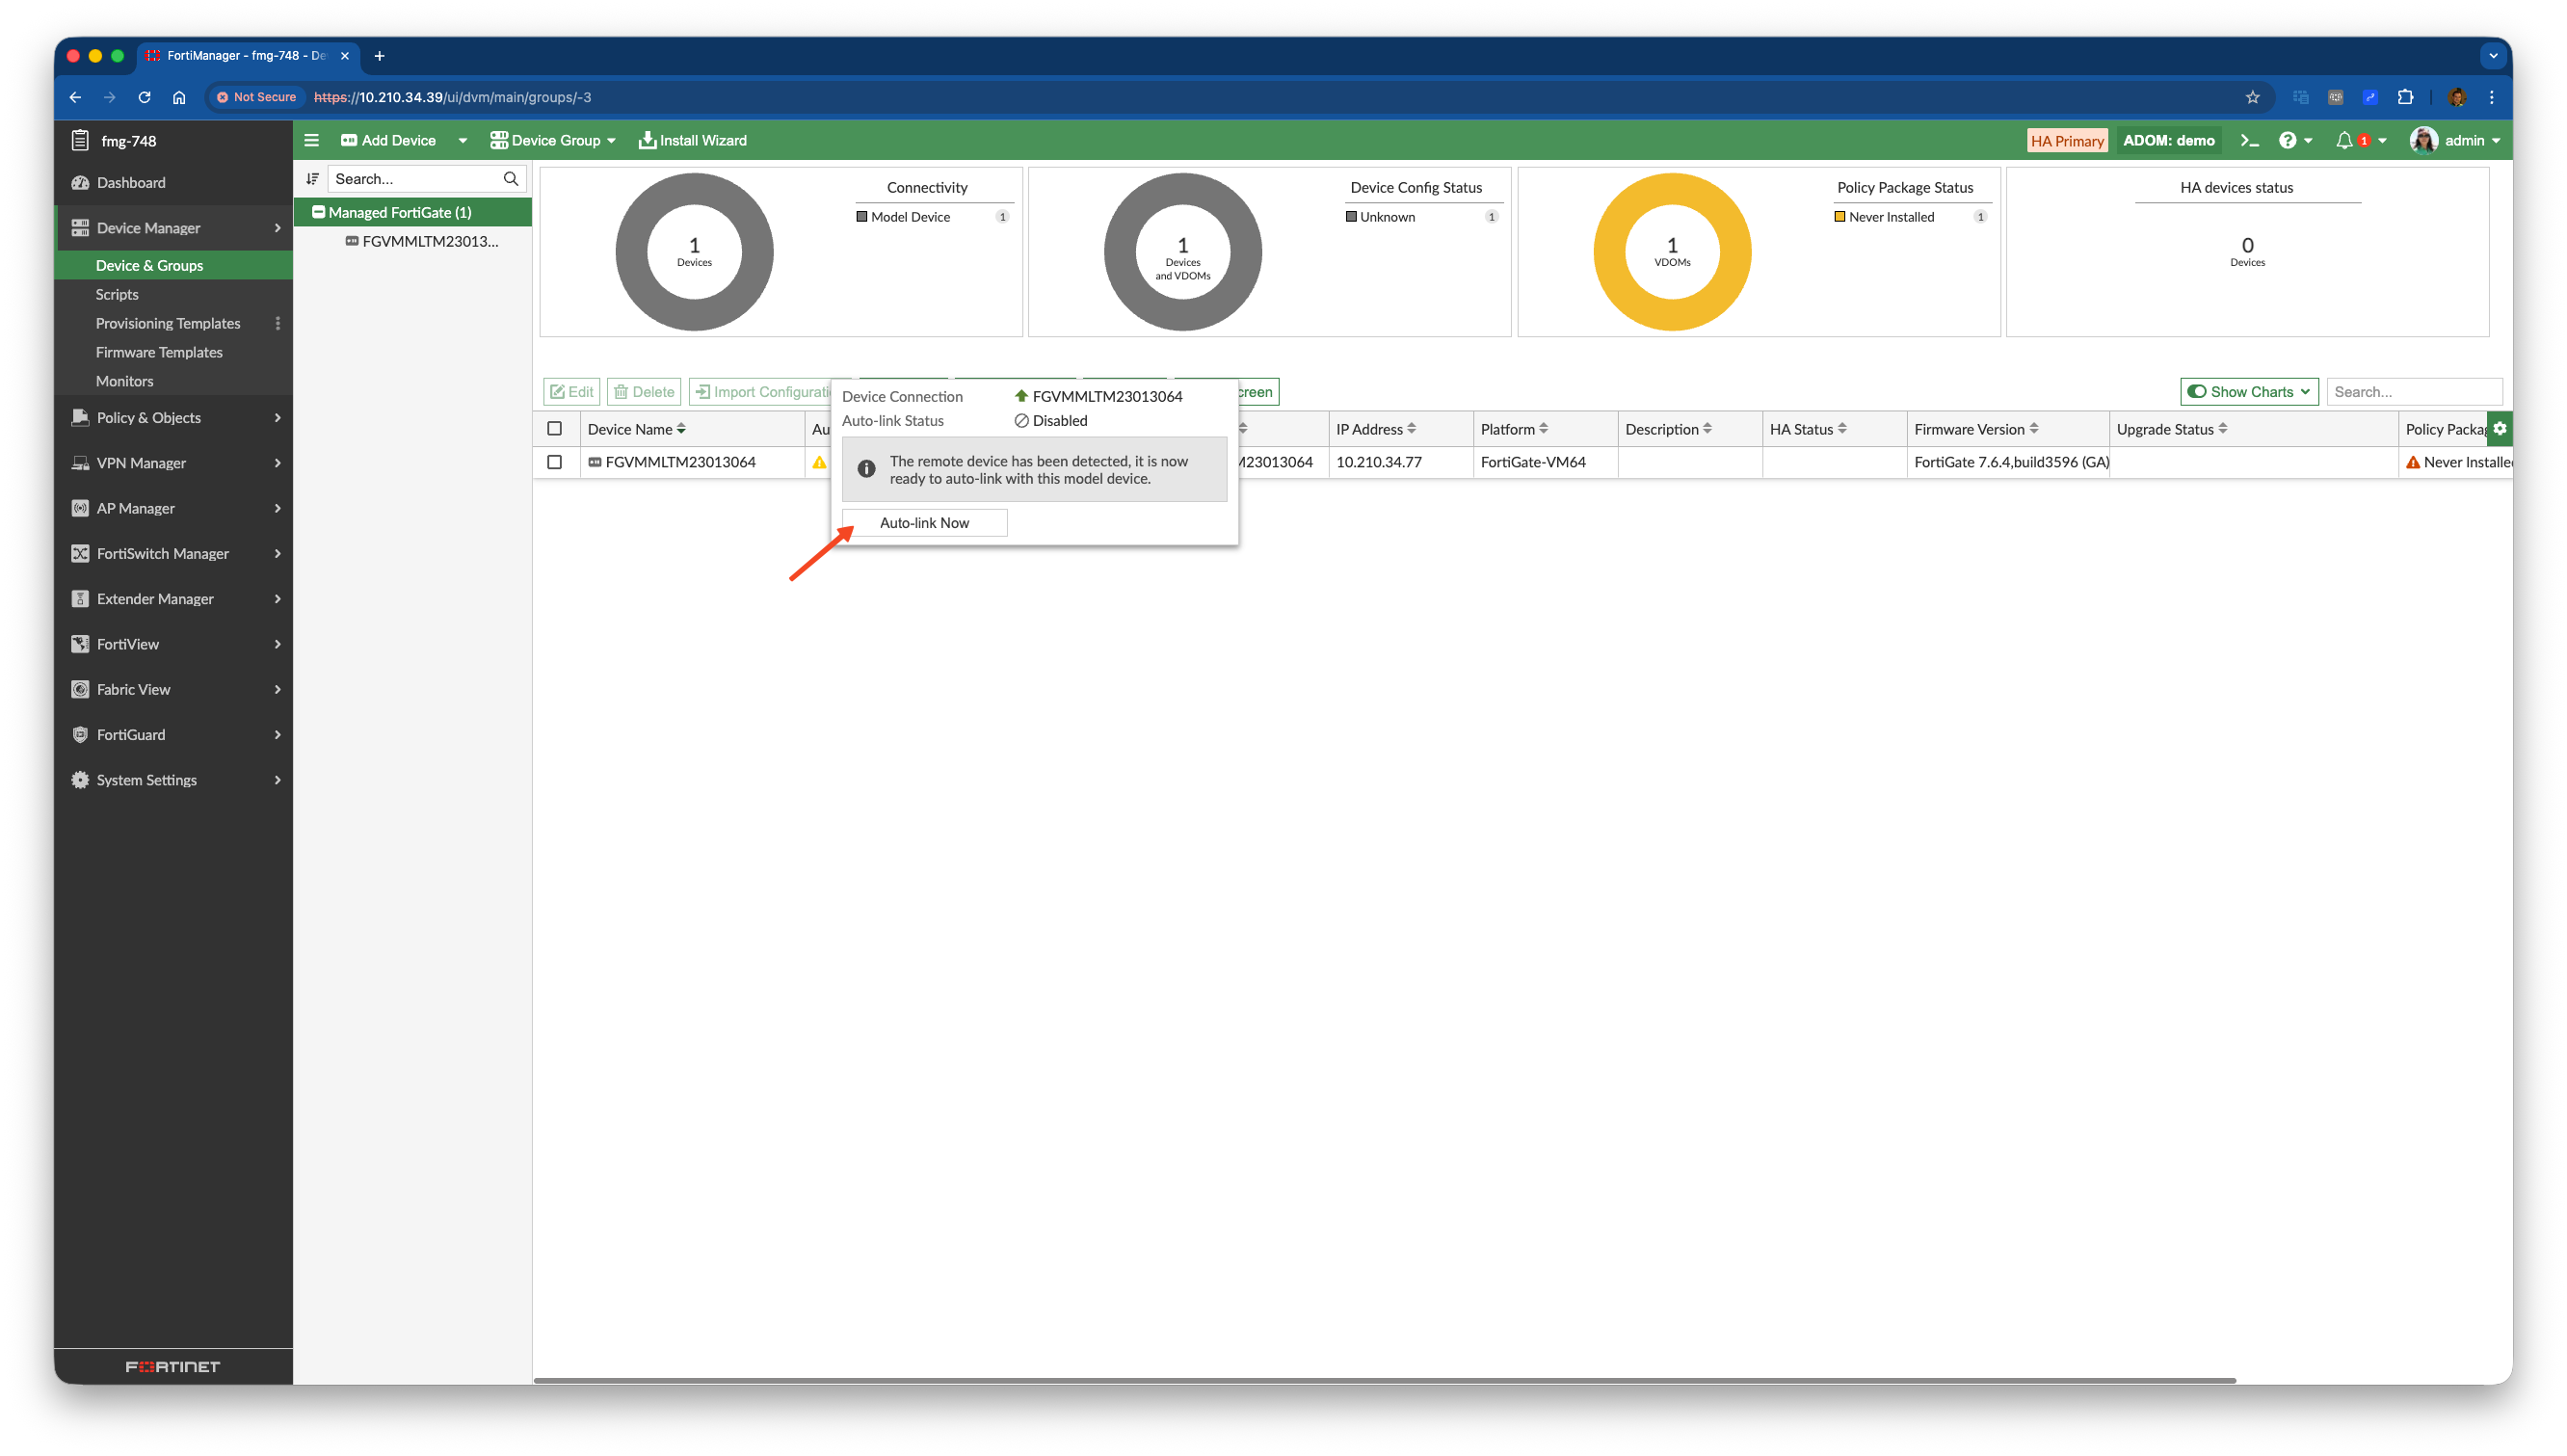 FortiManager - fmg-748 - De
Not Secure https://10.210.34.39/ui/dvm/main/groups/-3
fmg-748
Add Device
Device Group
Install Wizard
HA Primary
ADOM: demo
1
admin
Dashboard
Device Manager
Device & Groups
Scripts
Provisioning Templates
Firmware Templates
Monitors
Policy & Objects
VPN Manager
AP Manager
FortiSwitch Manager
Extender Manager
FortiView
Fabric View
FortiGuard
System Settings
FORTINET
Search...
Managed FortiGate (1)
FGVMMLTM23013...
Connectivity
Model Device 1
1
Devices
Device Config Status
Unknown 1
1
Devices
and VDOMs
Policy Package Status
Never Installed 1
1
VDOMs
HA devices status
0
Devices
Edit
Delete
Import Configurati
creen
Show Charts
Search...
Device Name
Au
IP Address
Platform
Description
HA Status
Firmware Version
Upgrade Status
Policy Packag
FGVMMLTM23013064
M23013064
10.210.34.77
FortiGate-VM64
FortiGate 7.6.4,build3596 (GA)
Never Installed
Device Connection FGVMMLTM23013064
Auto-link Status Disabled
The remote device has been detected, it is now
ready to auto-link with this model device.
Auto-link Now